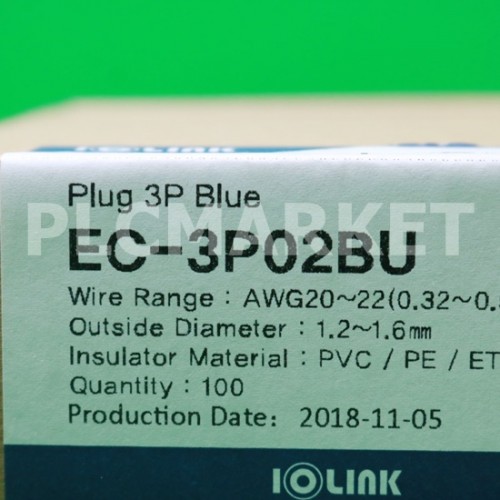 IOLINK
Plug 3P Blue
PLCMARKET
EC-3P02BU
Wire Range : AWG20~22(0.32~0.
Outside Diameter : 1.2~1.6mm
Insulator Material : PVC / PE / ET
Quantity : 100
Production Date: 2018-11-05
IOLINK